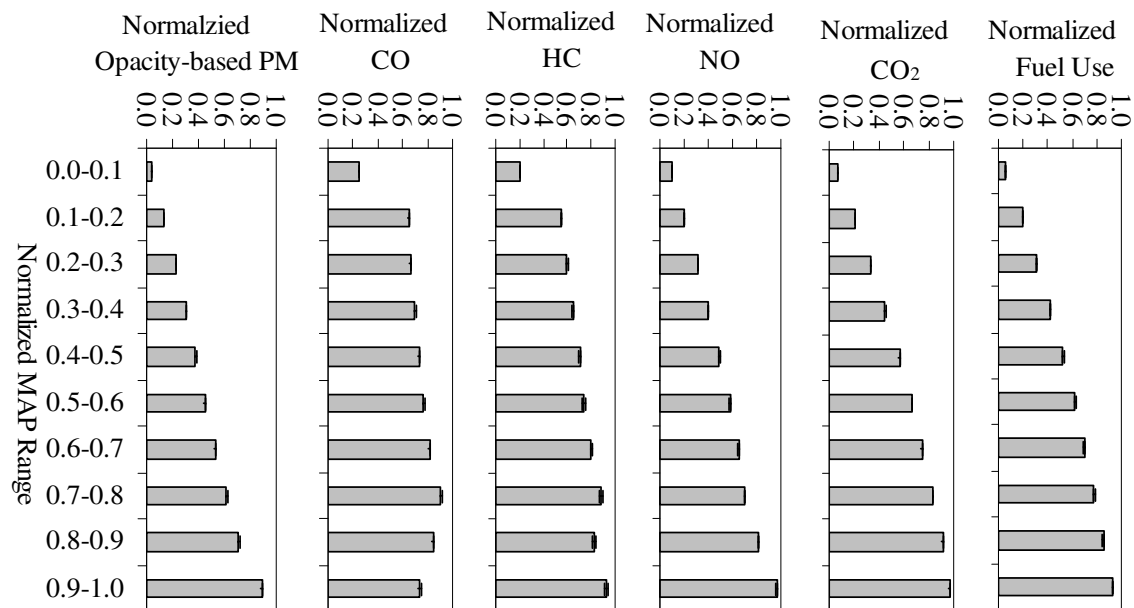 Normalzied
Opacity-based PM
Normalized
CO
Normalized
HC
Normalized
NO
Normalized
CO₂
Normalized
Fuel Use
0.0 0.2 0.4 0.6 0.8 1.0
0.0 0.2 0.4 0.6 0.8 1.0
0.0 0.2 0.4 0.6 0.8 1.0
0.0 0.2 0.4 0.6 0.8 1.0
0.0 0.2 0.4 0.6 0.8 1.0
0.0 0.2 0.4 0.6 0.8 1.0
Normalized MAP Range
0.0-0.1
0.1-0.2
0.2-0.3
0.3-0.4
0.4-0.5
0.5-0.6
0.6-0.7
0.7-0.8
0.8-0.9
0.9-1.0